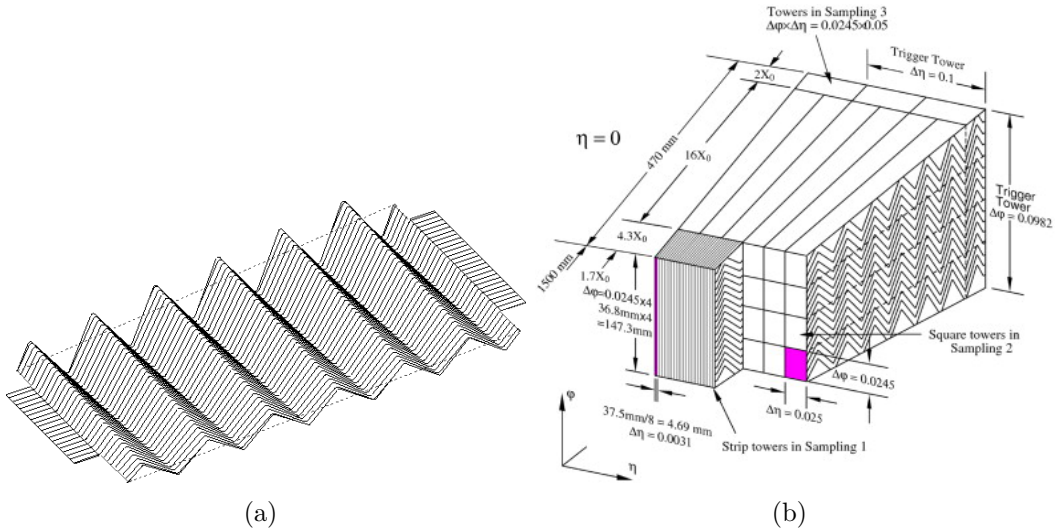 Towers in Sampling 3
Δφ×Δη = 0.0245×0.05
Trigger Tower
Δη = 0.1
2X₀
η = 0
470 mm
16X₀
Trigger
Tower
Δφ = 0.0982
4.3X₀
1500 mm
1.7X₀
Δφ=0.0245x4
36.8mmx4
≈147.3mm
Square towers in
Sampling 2
Δφ = 0.0245
φ
37.5mm/8 = 4.69 mm
Δη = 0.0031
Δη = 0.025
Strip towers in Sampling 1
η
(a)
(b)